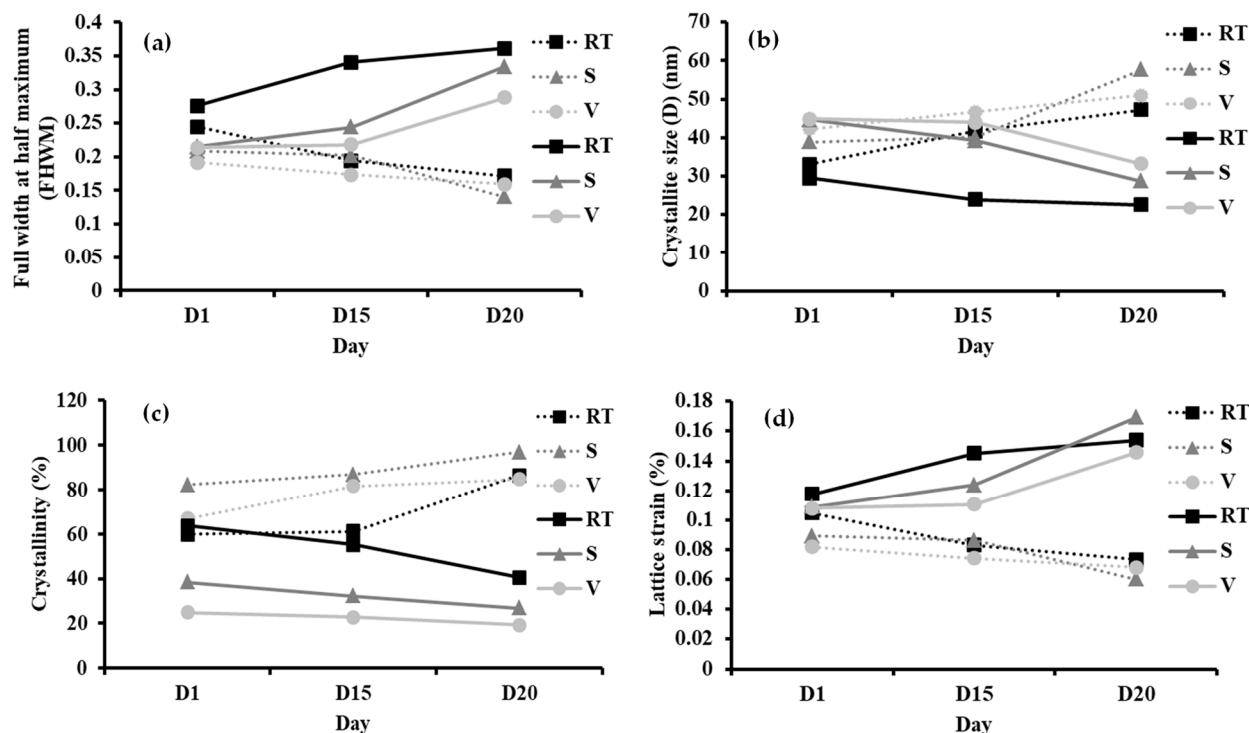 (a)
Full width at half maximum
(FHWM)
0.4
0.35
0.3
0.25
0.2
0.15
0.1
0.05
0
D1 D15 D20
Day
RT
S
V
RT
S
V
(b)
Crystallite size (D) (nm)
70
60
50
40
30
20
10
0
D1 D15 D20
Day
RT
S
V
RT
S
V
(c)
Crystallinity (%)
120
100
80
60
40
20
0
D1 D15 D20
Day
RT
S
V
RT
S
V
(d)
Lattice strain (%)
0.18
0.16
0.14
0.12
0.1
0.08
0.06
0.04
0.02
0
D1 D15 D20
Day
RT
S
V
RT
S
V